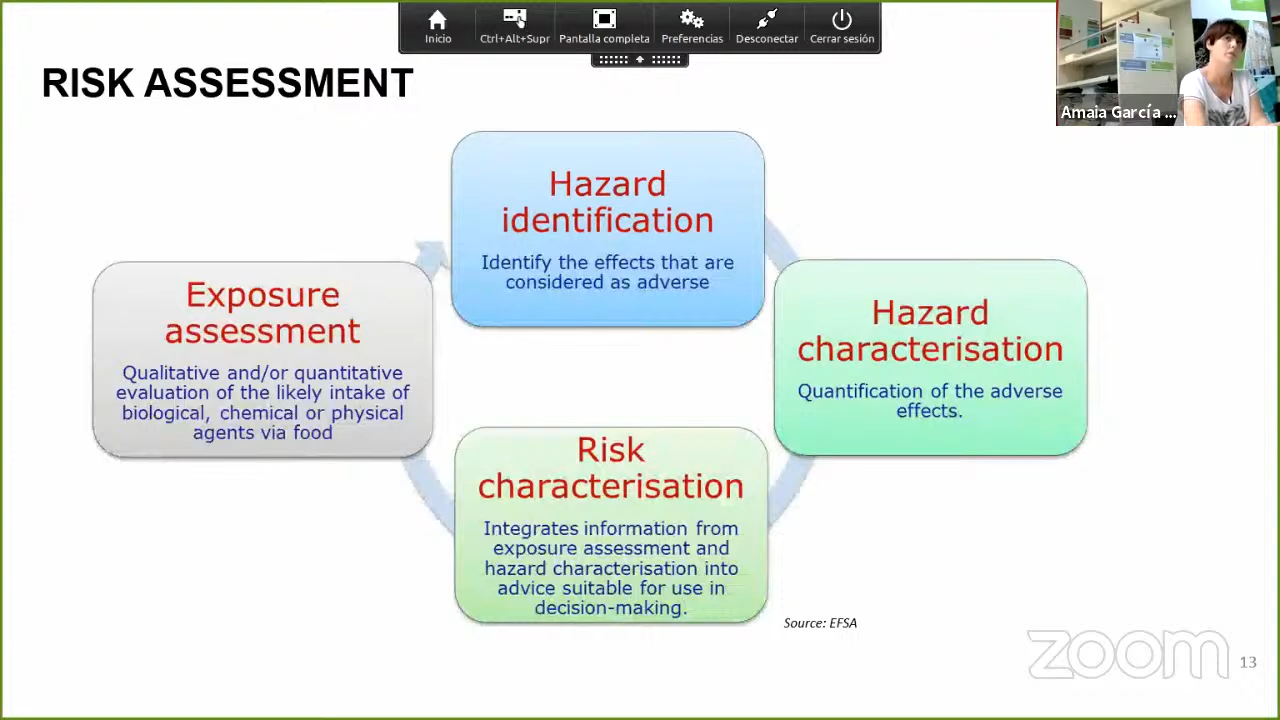 Inicio
Ctrl+Alt+Supr
Pantalla completa
Preferencias
Desconectar
Cerrar sesión
Amaia García ...
RISK ASSESSMENT
Hazard
identification
Identify the effects that are
considered as adverse
Exposure
assessment
Qualitative and/or quantitative
evaluation of the likely intake of
biological, chemical or physical
agents via food
Hazard
characterisation
Quantification of the adverse
effects.
Risk
characterisation
Integrates information from
exposure assessment and
hazard characterisation into
advice suitable for use in
decision-making.
Source: EFSA
zoom
13